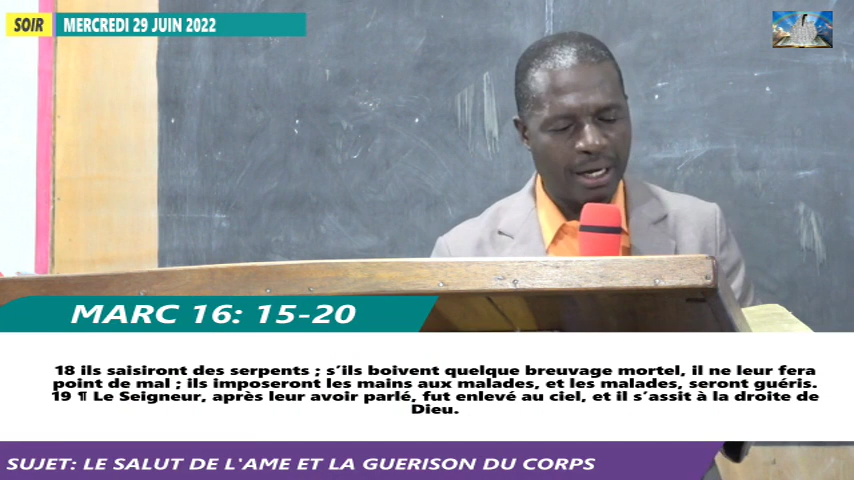 SOIR MERCREDI 29 JUIN 2022
MARC 16: 15-20
18 ils saisiront des serpents ; s´ils boivent quelque breuvage mortel, il ne leur fera
point de mal ; ils imposeront les mains aux malades, et les malades, seront guéris.
19 ¶ Le Seigneur, après leur avoir parlé, fut enlevé au ciel, et il s´assit à la droite de
Dieu.
SUJET: LE SALUT DE L'AME ET LA GUERISON DU CORPS